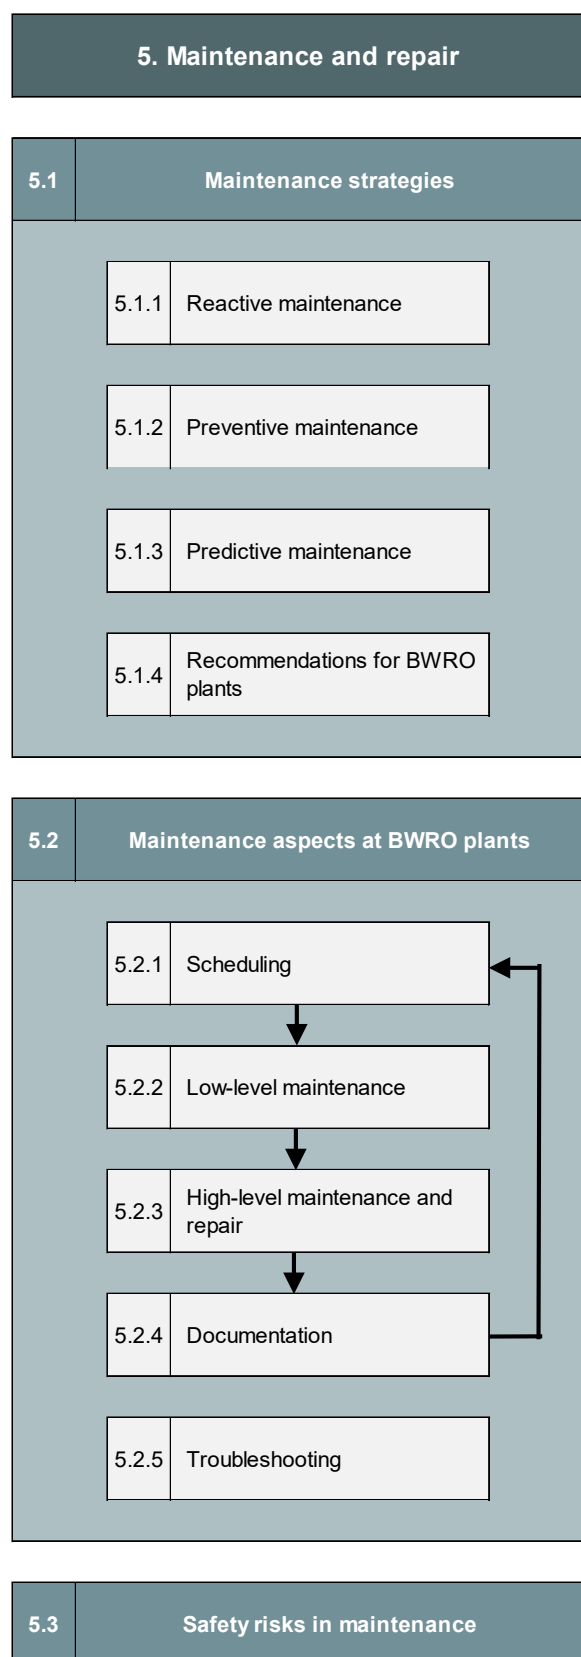 5. Maintenance and repair
5.1 Maintenance strategies
5.1.1 Reactive maintenance
5.1.2 Preventive maintenance
5.1.3 Predictive maintenance
5.1.4 Recommendations for BWRO
plants
5.2 Maintenance aspects at BWRO plants
5.2.1 Scheduling
5.2.2 Low-level maintenance
5.2.3 High-level maintenance and
repair
5.2.4 Documentation
5.2.5 Troubleshooting
5.3 Safety risks in maintenance